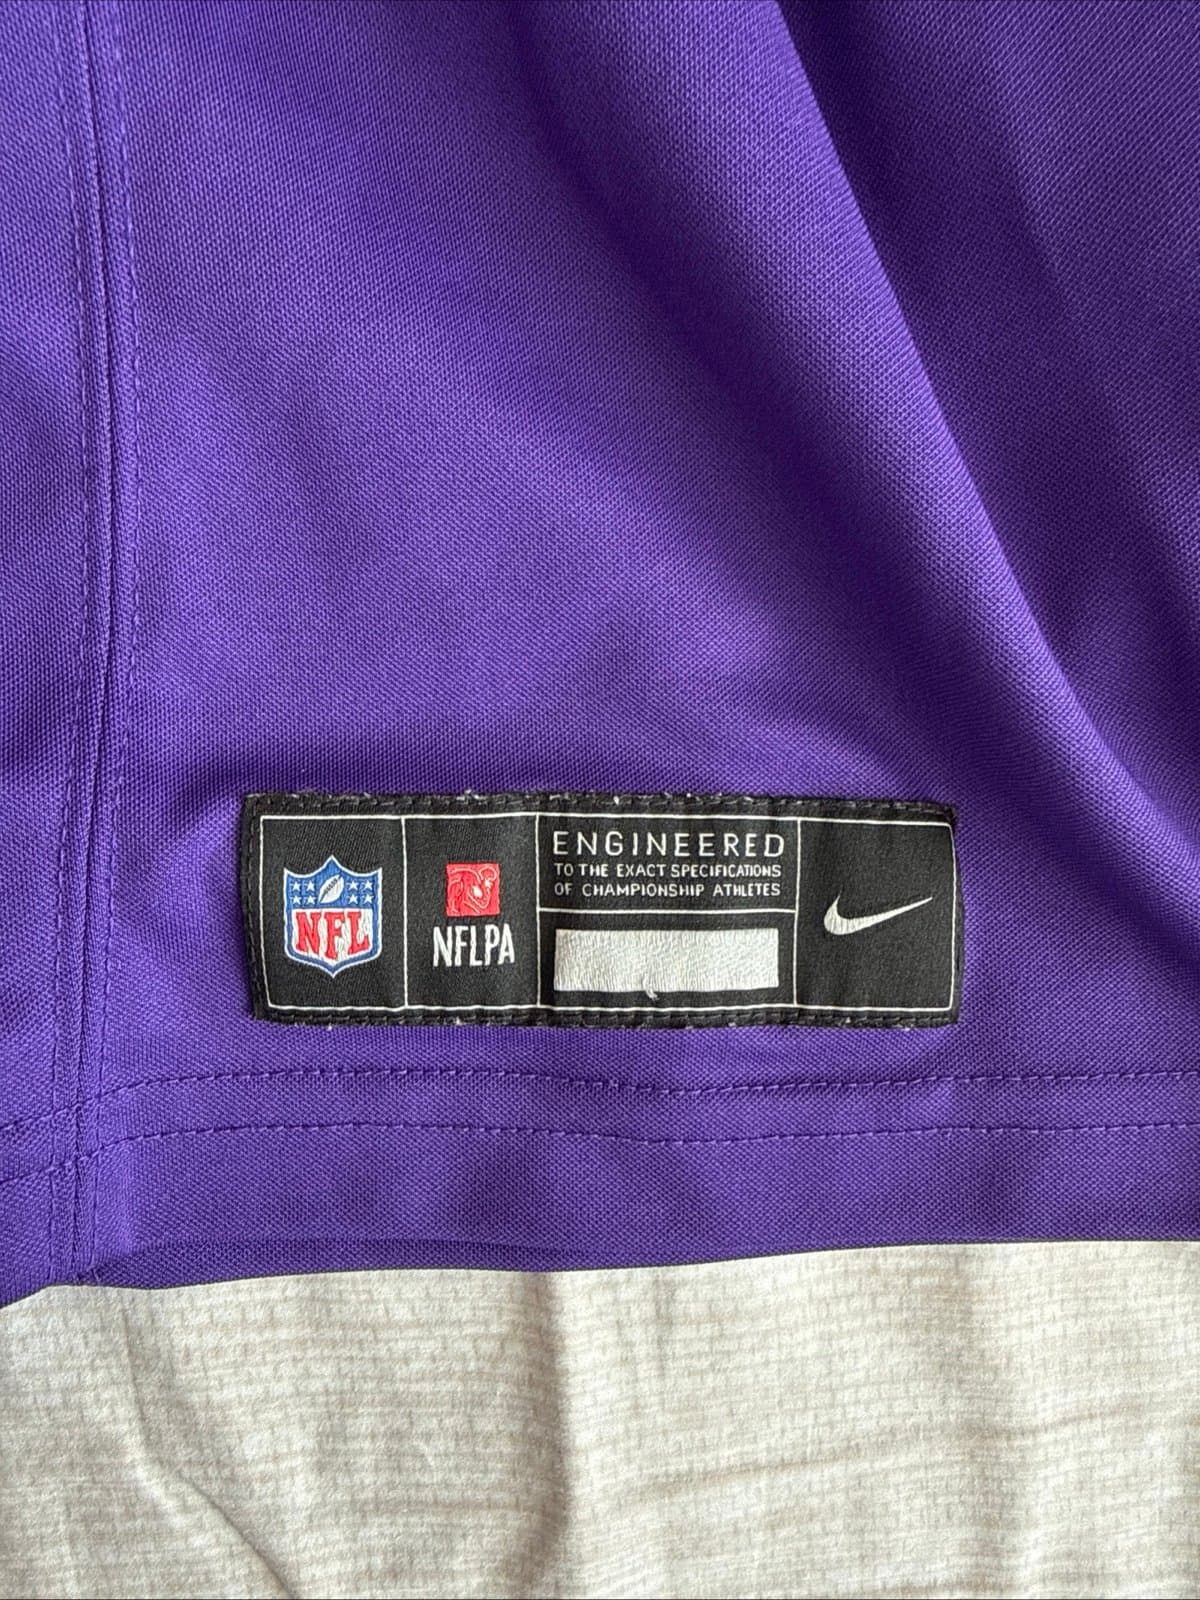 NFL
NFLPA
ENGINEERED
TO THE EXACT SPECIFICATIONS
OF CHAMPIONSHIP ATHLETES